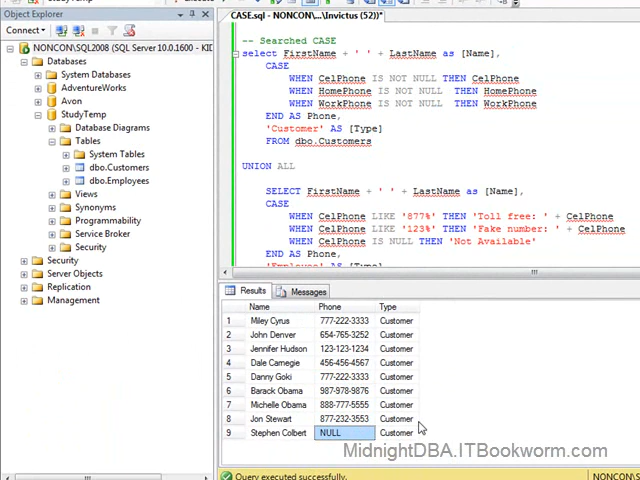 StudyTemp
Object Explorer
Connect
NONCON\SQL2008 (SQL Server 10.0.1600 - KID
Databases
System Databases
AdventureWorks
Avon
StudyTemp
Database Diagrams
Tables
System Tables
dbo.Customers
dbo.Employees
Views
Synonyms
Programmability
Service Broker
Security
Security
Server Objects
Replication
Management
CASE.sql - NONCON\...\Invictus (52))*
-- Searched CASE
select FirstName + ' ' + LastName as [Name],
CASE
WHEN CelPhone IS NOT NULL THEN CelPhone
WHEN HomePhone IS NOT NULL THEN HomePhone
WHEN WorkPhone IS NOT NULL THEN WorkPhone
END AS Phone,
'Customer' AS [Type]
FROM dbo.Customers
UNION ALL
SELECT FirstName + ' ' + LastName as [Name],
CASE
WHEN CelPhone LIKE '877%' THEN 'Toll free: ' + CelPhone
WHEN CelPhone LIKE '123%' THEN 'Fake number: ' + CelPhone
WHEN CelPhone IS NULL THEN 'Not Available'
END AS Phone,
'Employee' AS [Type]
Results Messages
Name Phone Type
1 Miley Cyrus 777-222-3333 Customer
2 John Denver 654-765-3252 Customer
3 Jennifer Hudson 123-123-1234 Customer
4 Dale Carnegie 456-456-4567 Customer
5 Danny Goki 777-222-3333 Customer
6 Barack Obama 987-978-9876 Customer
7 Michelle Obama 888-777-5555 Customer
8 Jon Stewart 877-232-3553 Customer
9 Stephen Colbert NULL Customer
MidnightDBA.ITBookworm.com
Query executed successfully.
NONCON\S